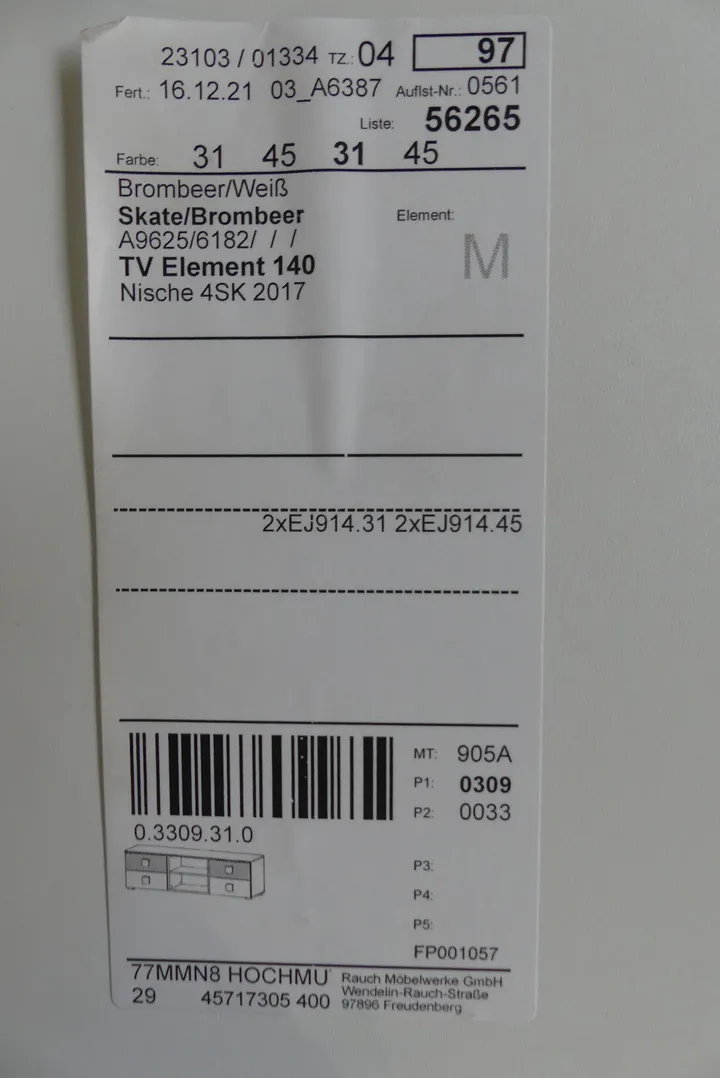 23103 / 01334 TZ.: 04 97
Fert.: 16.12.21 03_A6387 Auflst-Nr.: 0561
Liste: 56265
Farbe: 31 45 31 45
Brombeer/Weiß
Skate/Brombeer Element:
A9625/6182/ / / M
TV Element 140
Nische 4SK 2017
2xEJ914.31 2xEJ914.45
MT: 905A
P1: 0309
P2: 0033
0.3309.31.0
P3:
P4:
P5:
FP001057
77MMN8 HOCHMU Rauch Möbelwerke GmbH
Wendelin-Rauch-Straße
29 45717305 400 97896 Freudenberg